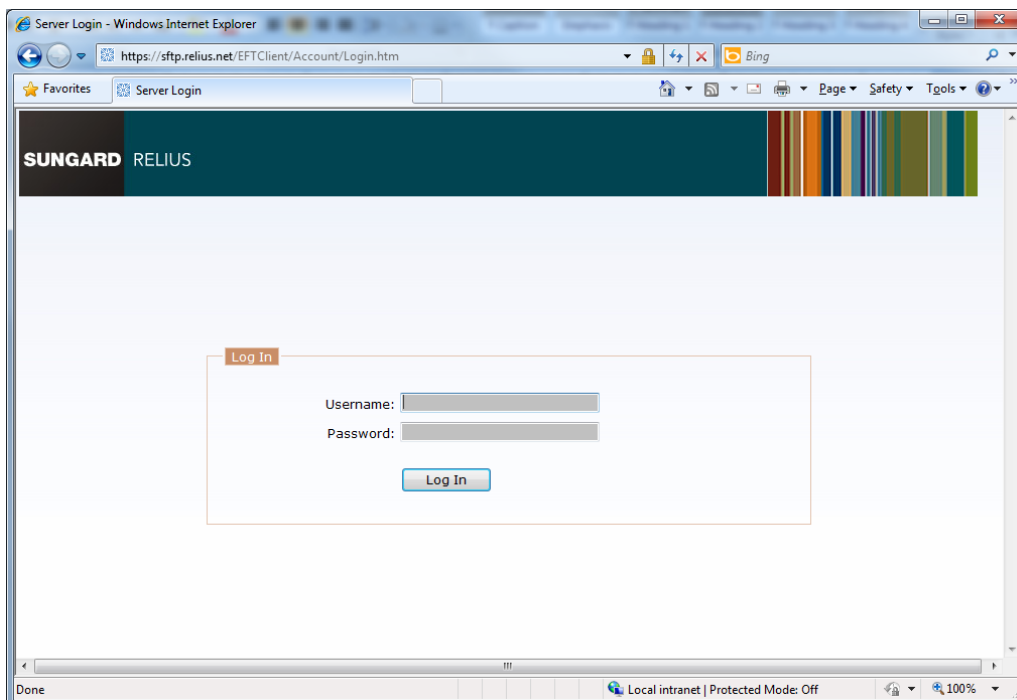 Server Login - Windows Internet Explorer
https://sftp.relius.net/EFTClient/Account/Login.htm
Bing
Favorites
Server Login
Page
Safety
Tools
SUNGARD RELIUS
Log In
Username:
Password:
Log In
Done
Local intranet | Protected Mode: Off
100%